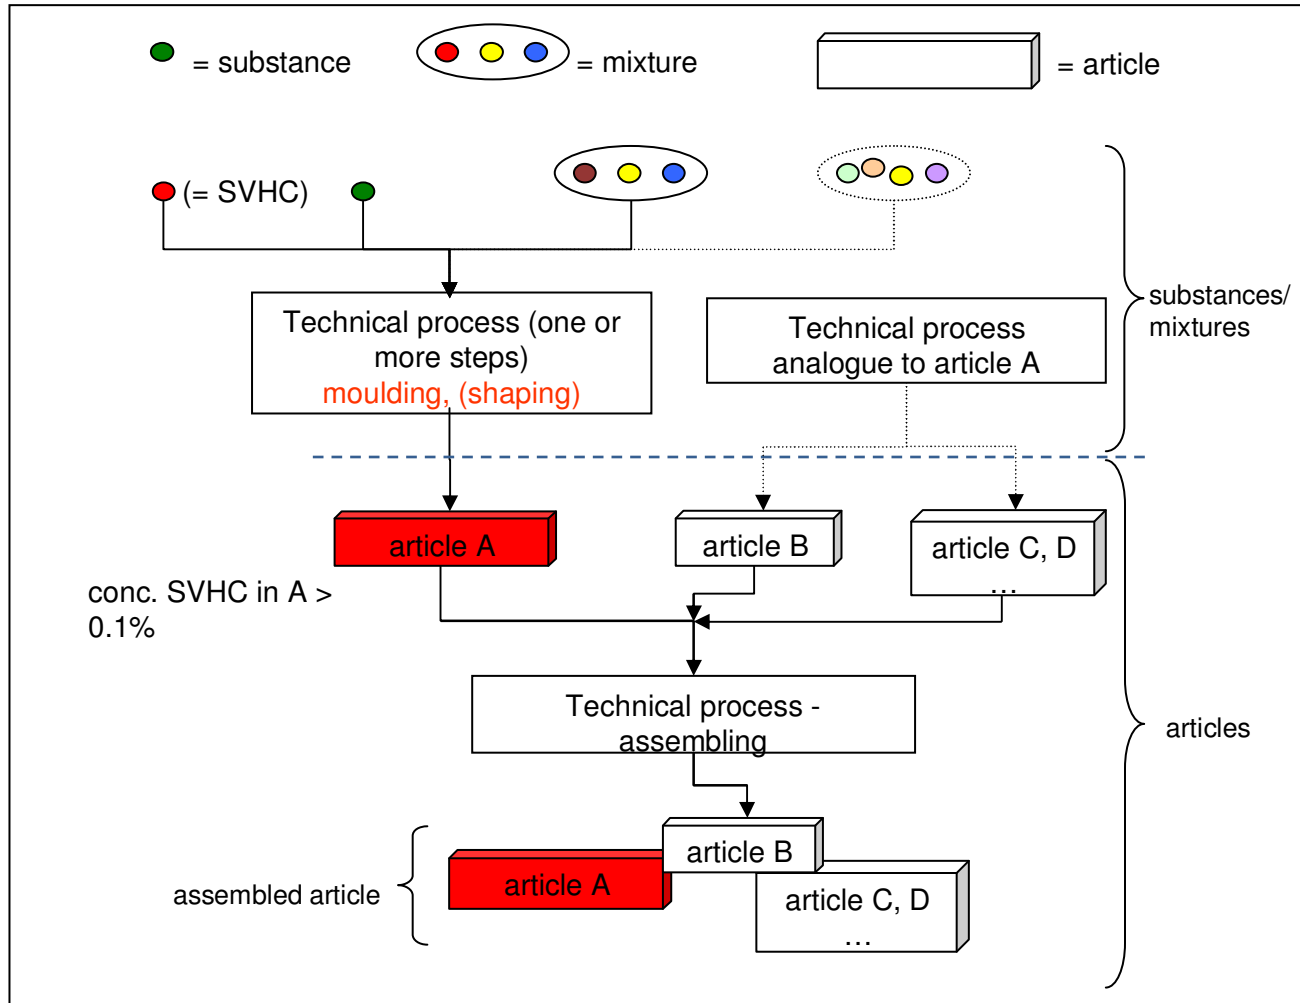 = substance
= mixture
= article
(= SVHC)
substances/
mixtures
Technical process (one or
more steps)
moulding, (shaping)
Technical process
analogue to article A
article A
article B
article C, D
...
conc. SVHC in A >
0.1%
Technical process -
assembling
articles
article B
article A
article C, D
...
assembled article